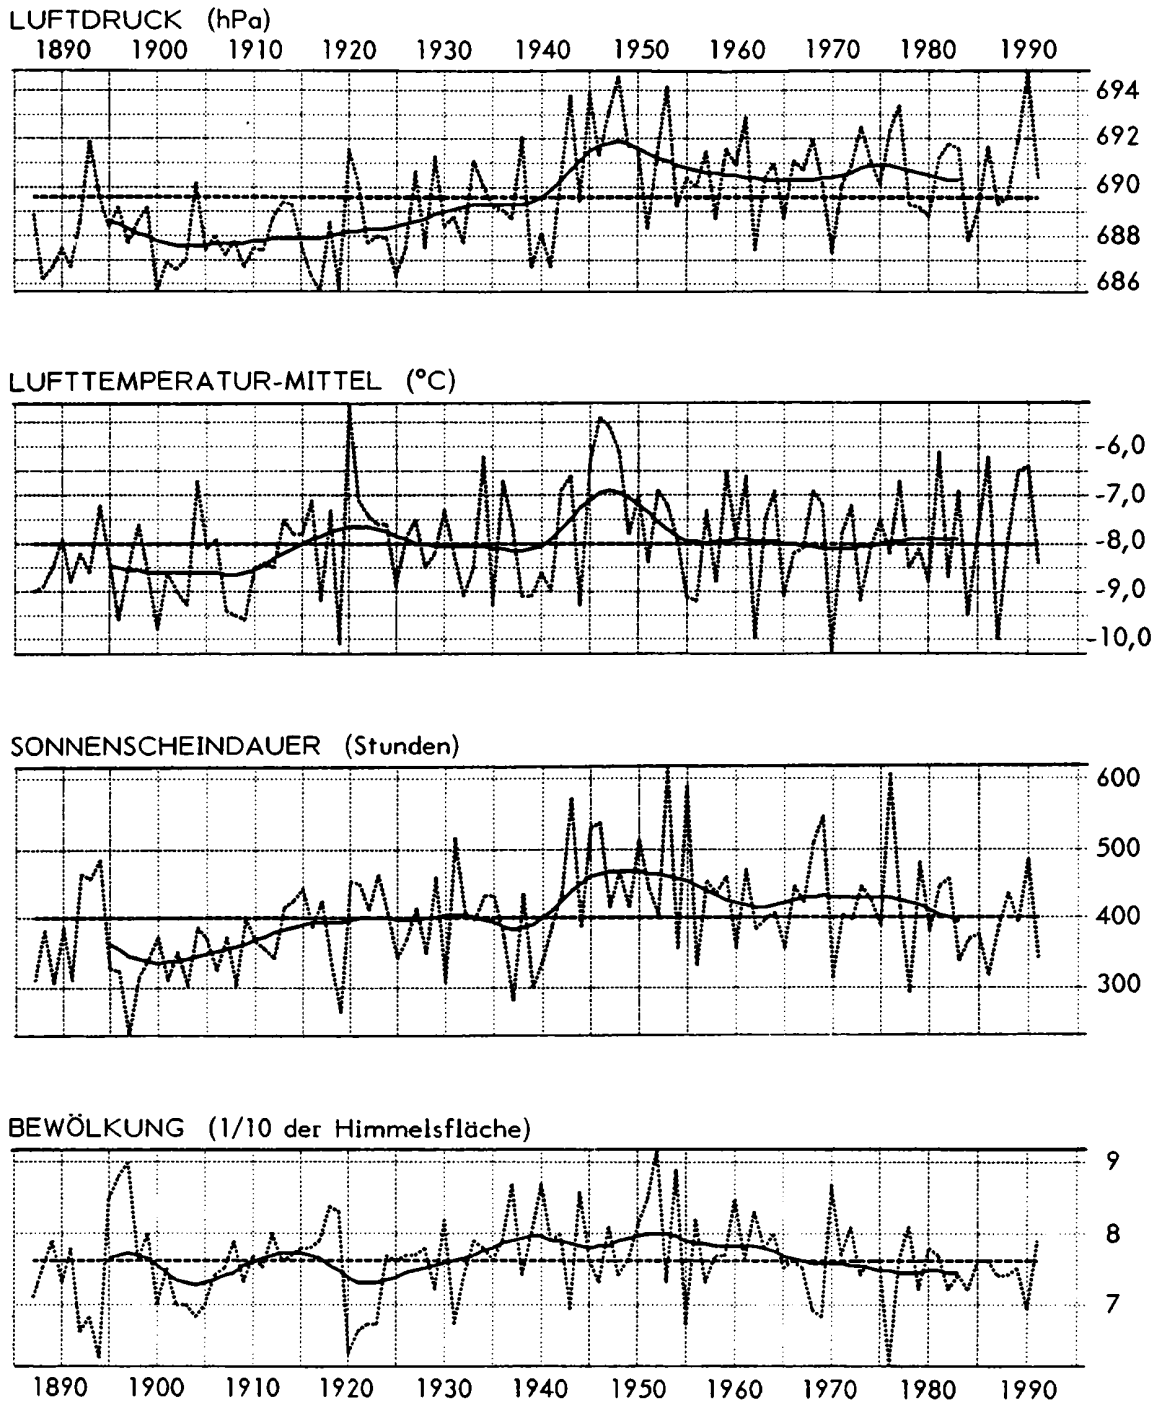 LUFTDRUCK (hPa)
1890 1900 1910 1920 1930 1940 1950 1960 1970 1980 1990
694
692
690
688
686
LUFTTEMPERATUR-MITTEL (°C)
-6,0
-7,0
-8,0
-9,0
-10,0
SONNENSCHEINDAUER (Stunden)
600
500
400
300
BEWÖLKUNG (1/10 der Himmelsfläche)
9
8
7
1890 1900 1910 1920 1930 1940 1950 1960 1970 1980 1990